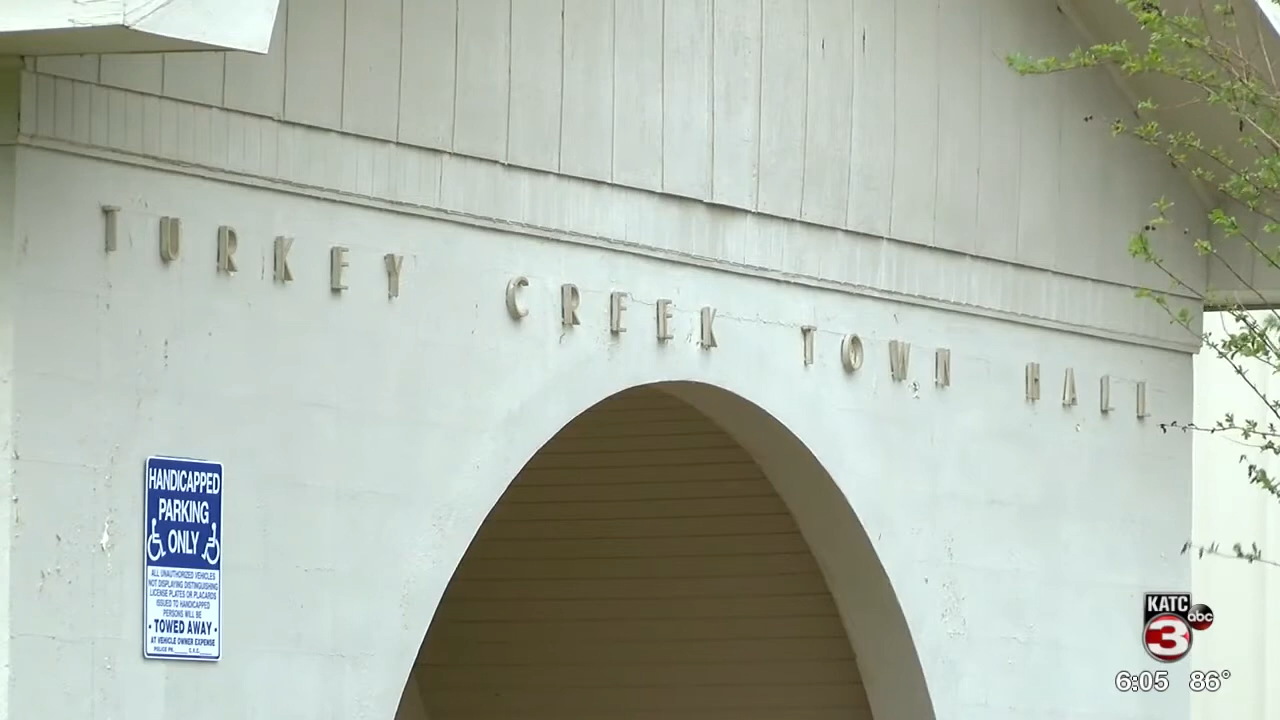 TURKEY CREEK TOWN HALL
HANDICAPPED
PARKING
ONLY
ALL UNAUTHORIZED VEHICLES
NOT DISPLAYING DISTINGUISHING
LICENSE PLATES OR PLACARDS
ISSUED TO HANDICAPPED
PERSONS WILL BE
• TOWED AWAY •
AT VEHICLE OWNER EXPENSE
KATC
abc
3
6:05 86°